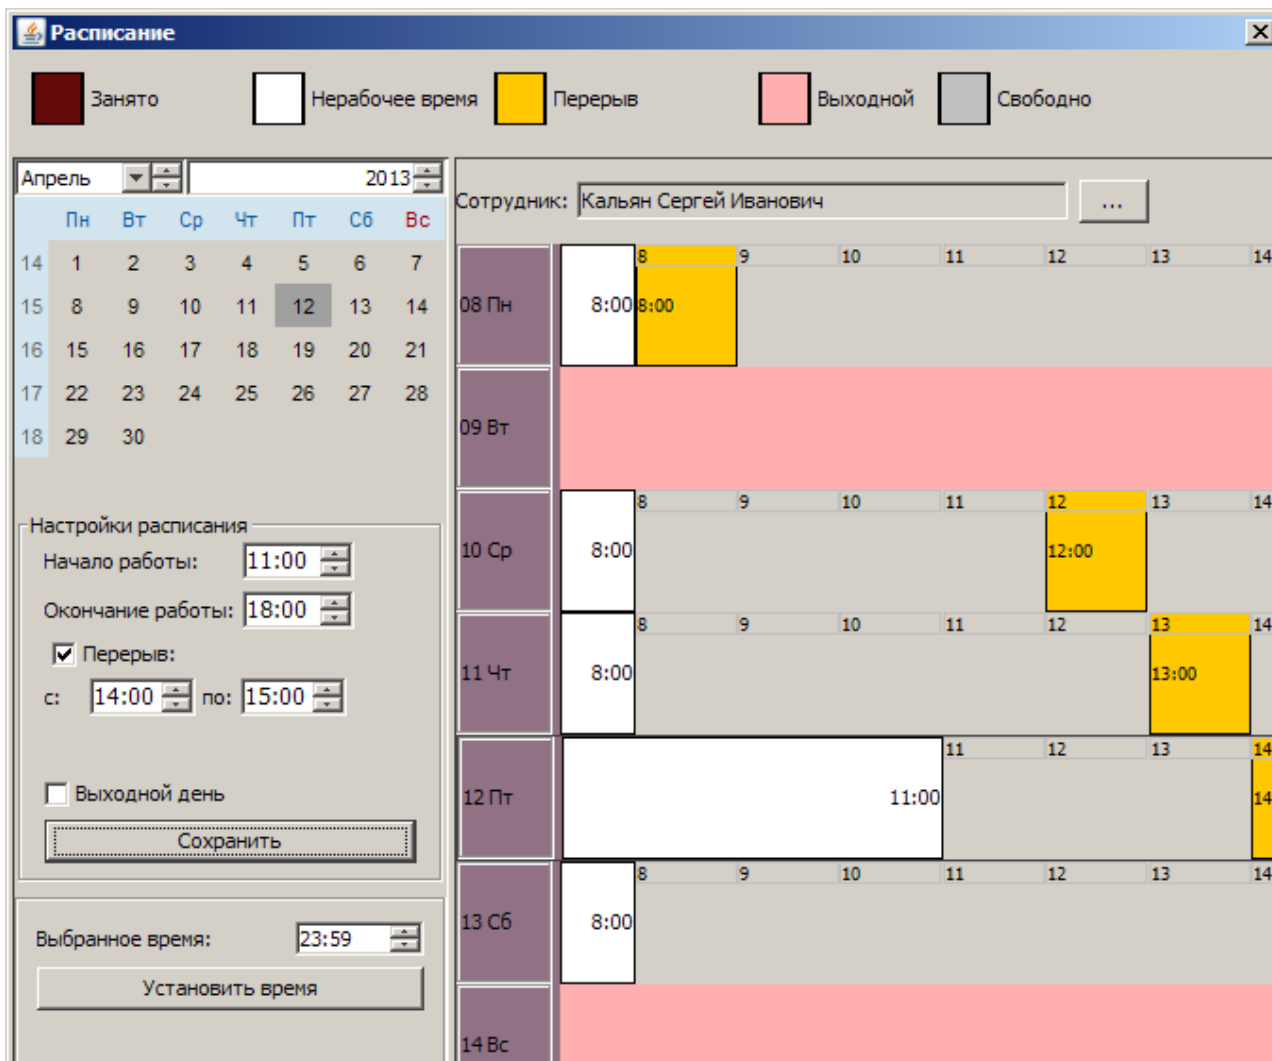 Расписание
Занято Нерабочее время Перерыв Выходной Свободно
Апрель 2013
Пн Вт Ср Чт Пт Сб Вс
14 1 2 3 4 5 6 7
15 8 9 10 11 12 13 14
16 15 16 17 18 19 20 21
17 22 23 24 25 26 27 28
18 29 30
Настройки расписания
Начало работы: 11:00
Окончание работы: 18:00
Перерыв:
с: 14:00 по: 15:00
Выходной день
Сохранить
Выбранное время: 23:59
Установить время
Сотрудник: Кальян Сергей Иванович ...
8 9 10 11 12 13 14
08 Пн 8:00 8:00
09 Вт
8 9 10 11 12 13 14
10 Ср 8:00 12:00
8 9 10 11 12 13 14
11 Чт 8:00 13:00
11 12 13 14
12 Пт 11:00 14
8 9 10 11 12 13 14
13 Сб 8:00
14 Вс